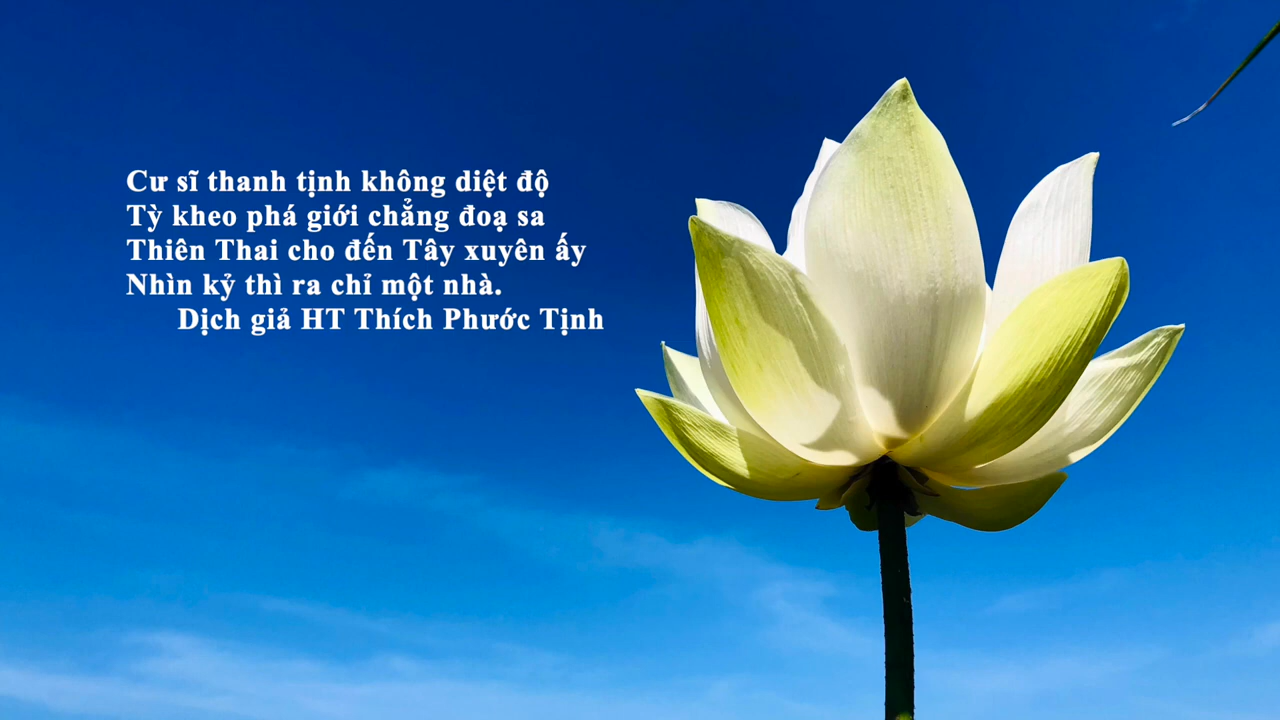 Cư sĩ thanh tịnh không diệt độ
Tỳ kheo phá giới chẳng đoạ sa
Thiên Thai cho đến Tây xuyên ấy
Nhìn kỷ thì ra chỉ một nhà.
Dịch giả HT Thích Phước Tịnh